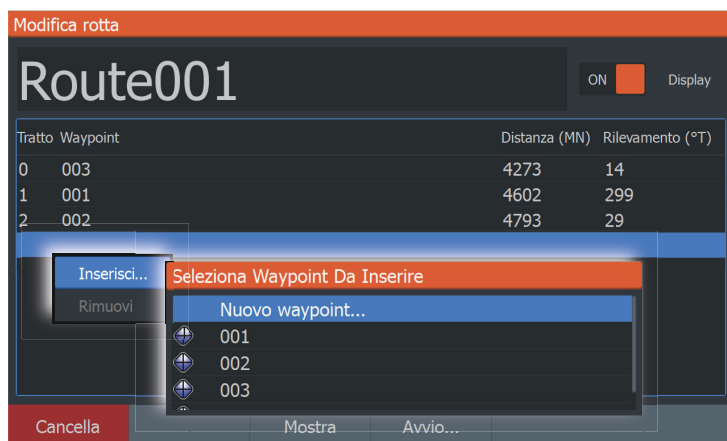 Modifica rotta
Route001
ON Display
Tratto Waypoint Distanza (MN) Rilevamento (°T)
0 003 4273 14
1 001 4602 299
2 002 4793 29
Inserisci...
Rimuovi
Seleziona Waypoint Da Inserire
Nuovo waypoint...
001
002
003
Cancella Mostra Avvio...